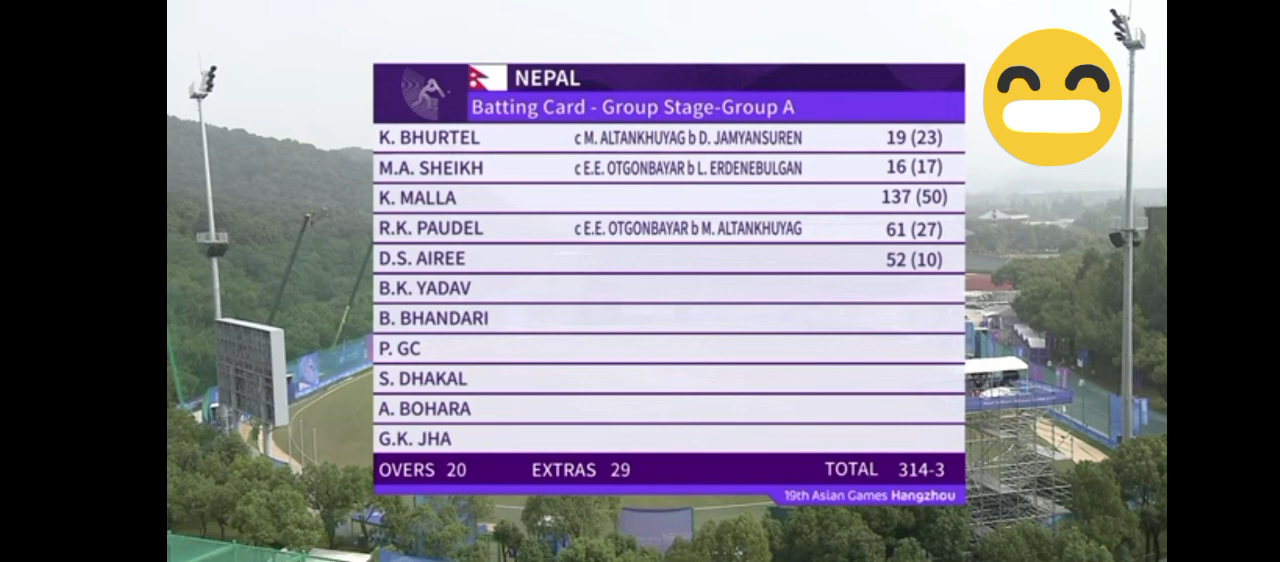 NEPAL
Batting Card - Group Stage-Group A
K. BHURTEL c M. ALTANKHUYAG b D. JAMYANSUREN 19 (23)
M.A. SHEIKH c E.E. OTGONBAYAR b L. ERDENEBULGAN 16 (17)
K. MALLA 137 (50)
R.K. PAUDEL c E.E. OTGONBAYAR b M. ALTANKHUYAG 61 (27)
D.S. AIREE 52 (10)
B.K. YADAV
B. BHANDARI
P. GC
S. DHAKAL
A. BOHARA
G.K. JHA
OVERS 20 EXTRAS 29 TOTAL 314-3
19th Asian Games Hangzhou